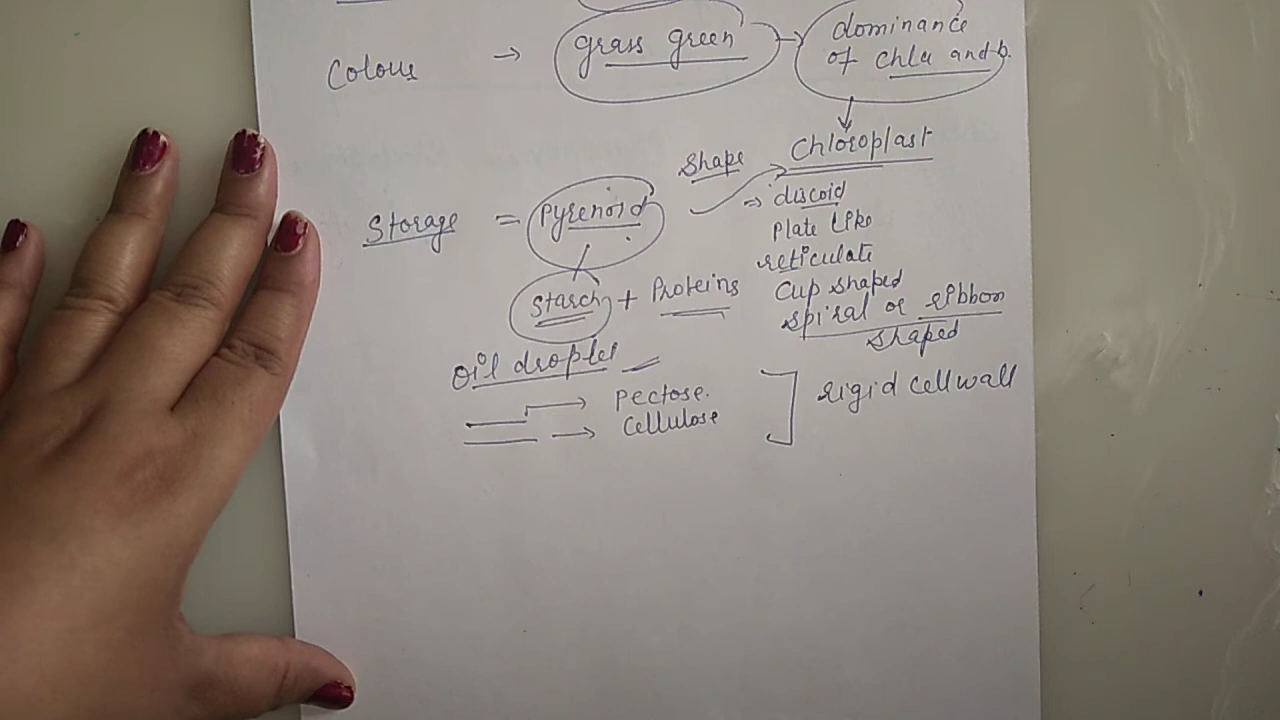 Colour → grass green → dominance
of chla and b.
Chloroplast
Shape
→ discoid
Plate like
reticulate
Cup shaped
spiral or ribbon
shaped
Storage = Pyrenoid
Starch + Proteins
Oil droplet
→ Pectose.
→ Cellulose
rigid cellwall